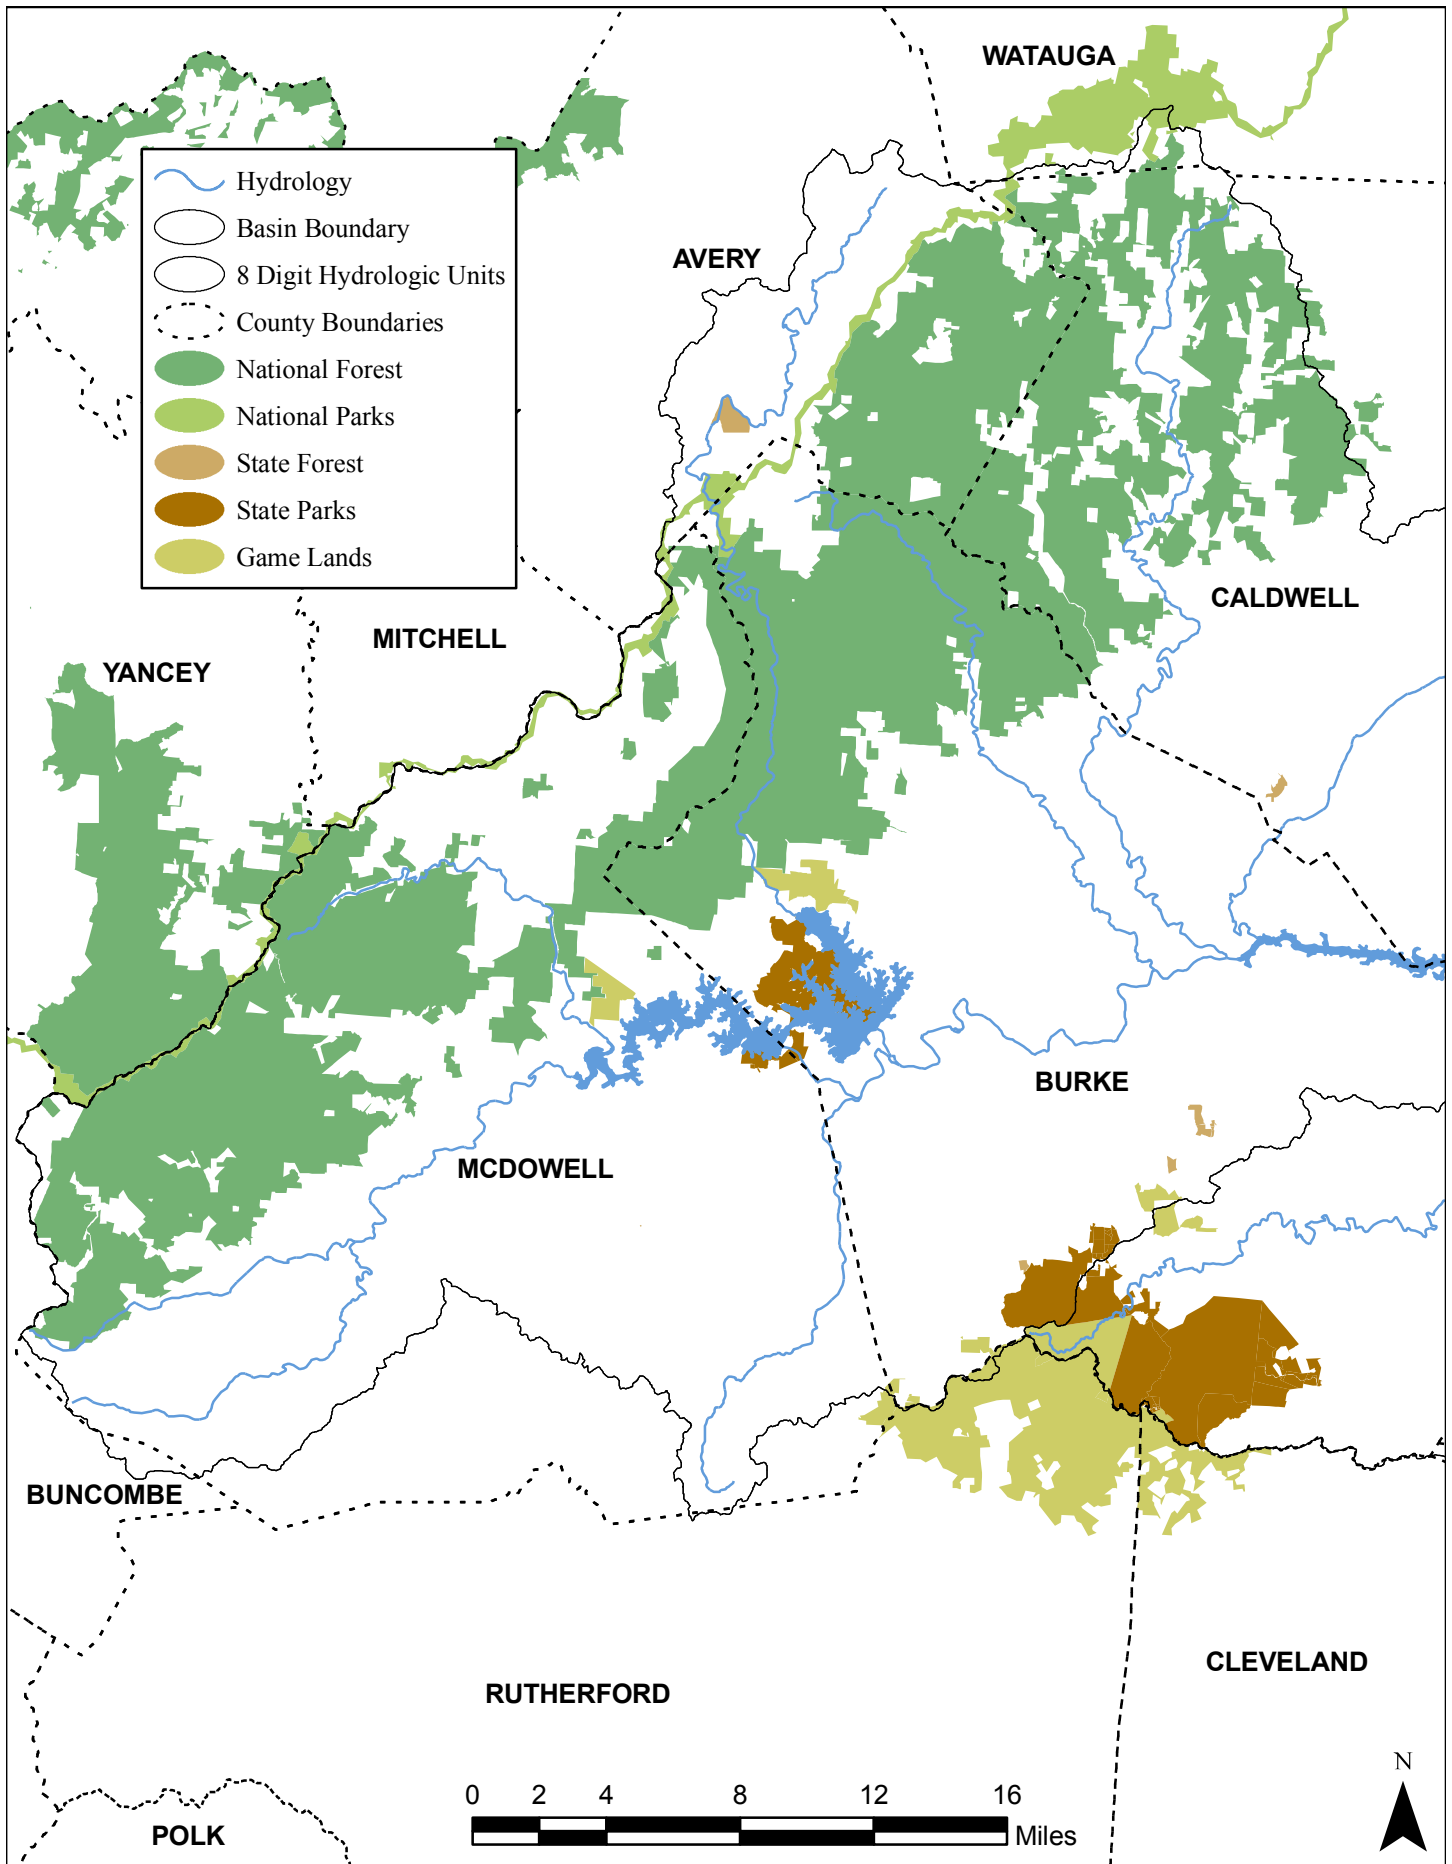 WATAUGA
Hydrology
Basin Boundary
8 Digit Hydrologic Units
County Boundaries
National Forest
National Parks
State Forest
State Parks
Game Lands
AVERY
CALDWELL
MITCHELL
YANCEY
BURKE
MCDOWELL
BUNCOMBE
CLEVELAND
RUTHERFORD
POLK
0 2 4 8 12 16
Miles
N